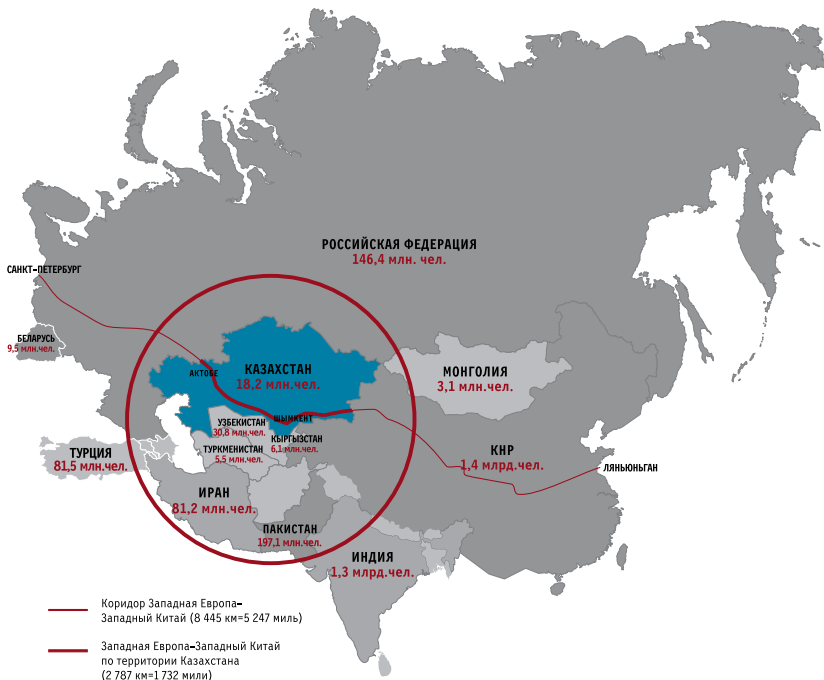 РОССИЙСКАЯ ФЕДЕРАЦИЯ
146,4 млн. чел.
САНКТ-ПЕТЕРБУРГ
БЕЛАРУСЬ
9,5 млн.чел.
АКТОБЕ
КАЗАХСТАН
18,2 млн.чел.
МОНГОЛИЯ
3,1 млн.чел.
УЗБЕКИСТАН
30,8 млн.чел.
ШЫМКЕНТ
КЫРГЫЗСТАН
6,1 млн.чел.
ТУРКМЕНИСТАН
5,5 млн.чел.
ТУРЦИЯ
81,5 млн.чел.
КНР
1,4 млрд.чел.
ЛЯНЬЮНЬГАН
ИРАН
81,2 млн.чел.
ПАКИСТАН
197,1 млн.чел.
ИНДИЯ
1,3 млрд.чел.
Коридор Западная Европа–
Западный Китай (8 445 км=5 247 миль)
Западная Европа–Западный Китай
по территории Казахстана
(2 787 км=1 732 мили)